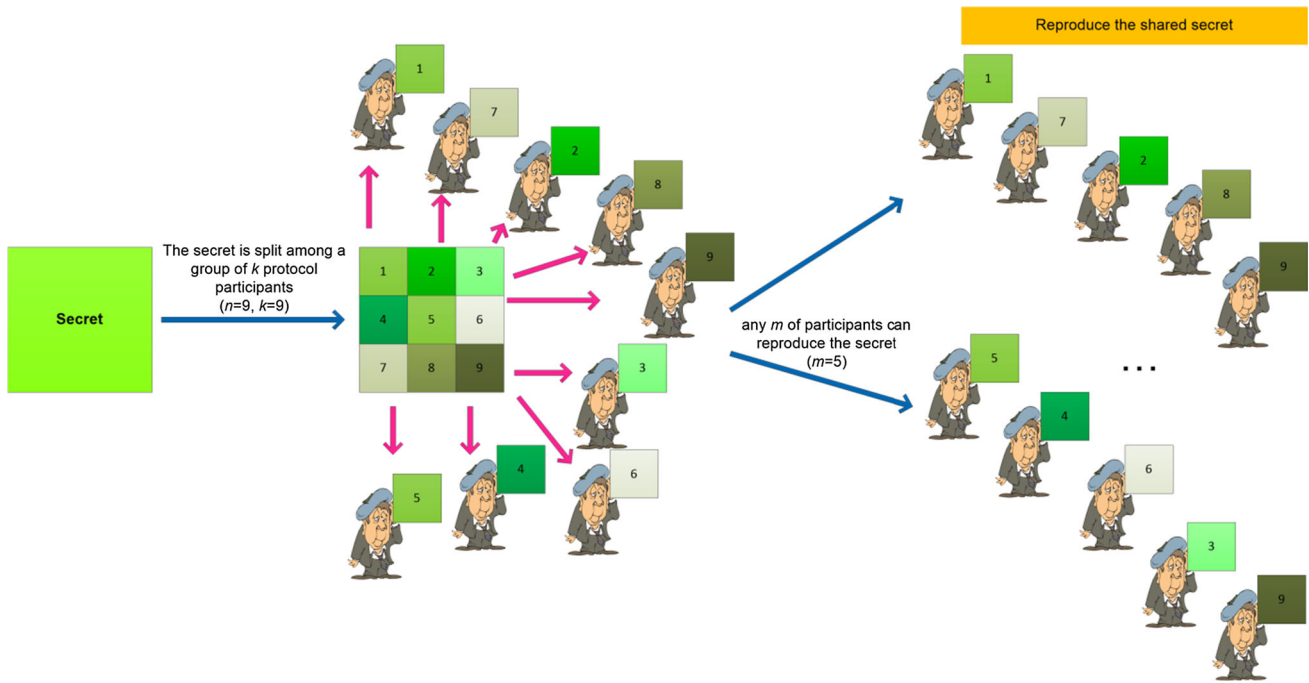 Reproduce the shared secret
1
7
2
8
9
1
7
2
8
9
The secret is split among a
group of k protocol
participants
(n=9, k=9)
Secret
1 2 3
4 5 6
7 8 9
any m of participants can
reproduce the secret
(m=5)
3
4
6
5
5
...
4
6
3
9